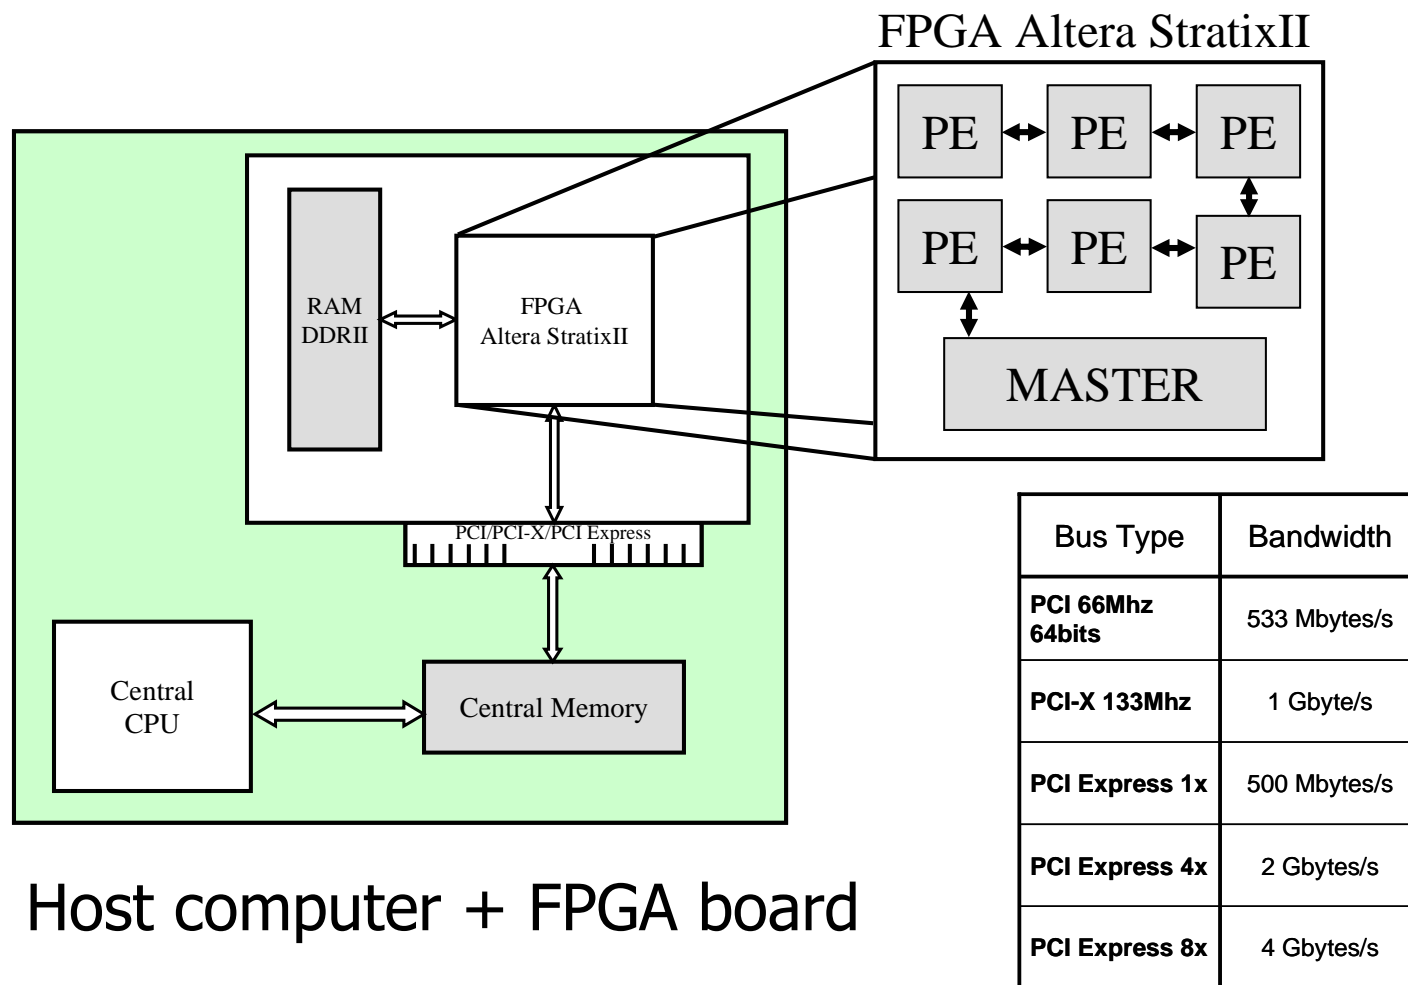 FPGA Altera StratixII
PE
PE
PE
PE
PE
PE
MASTER
RAM
DDRII
FPGA
Altera StratixII
PCI/PCI-X/PCI Express
Central
CPU
Central Memory
Host computer + FPGA board
Bus Type
Bandwidth
PCI 66Mhz
64bits
533 Mbytes/s
PCI-X 133Mhz
1 Gbyte/s
PCI Express 1x
500 Mbytes/s
PCI Express 4x
2 Gbytes/s
PCI Express 8x
4 Gbytes/s